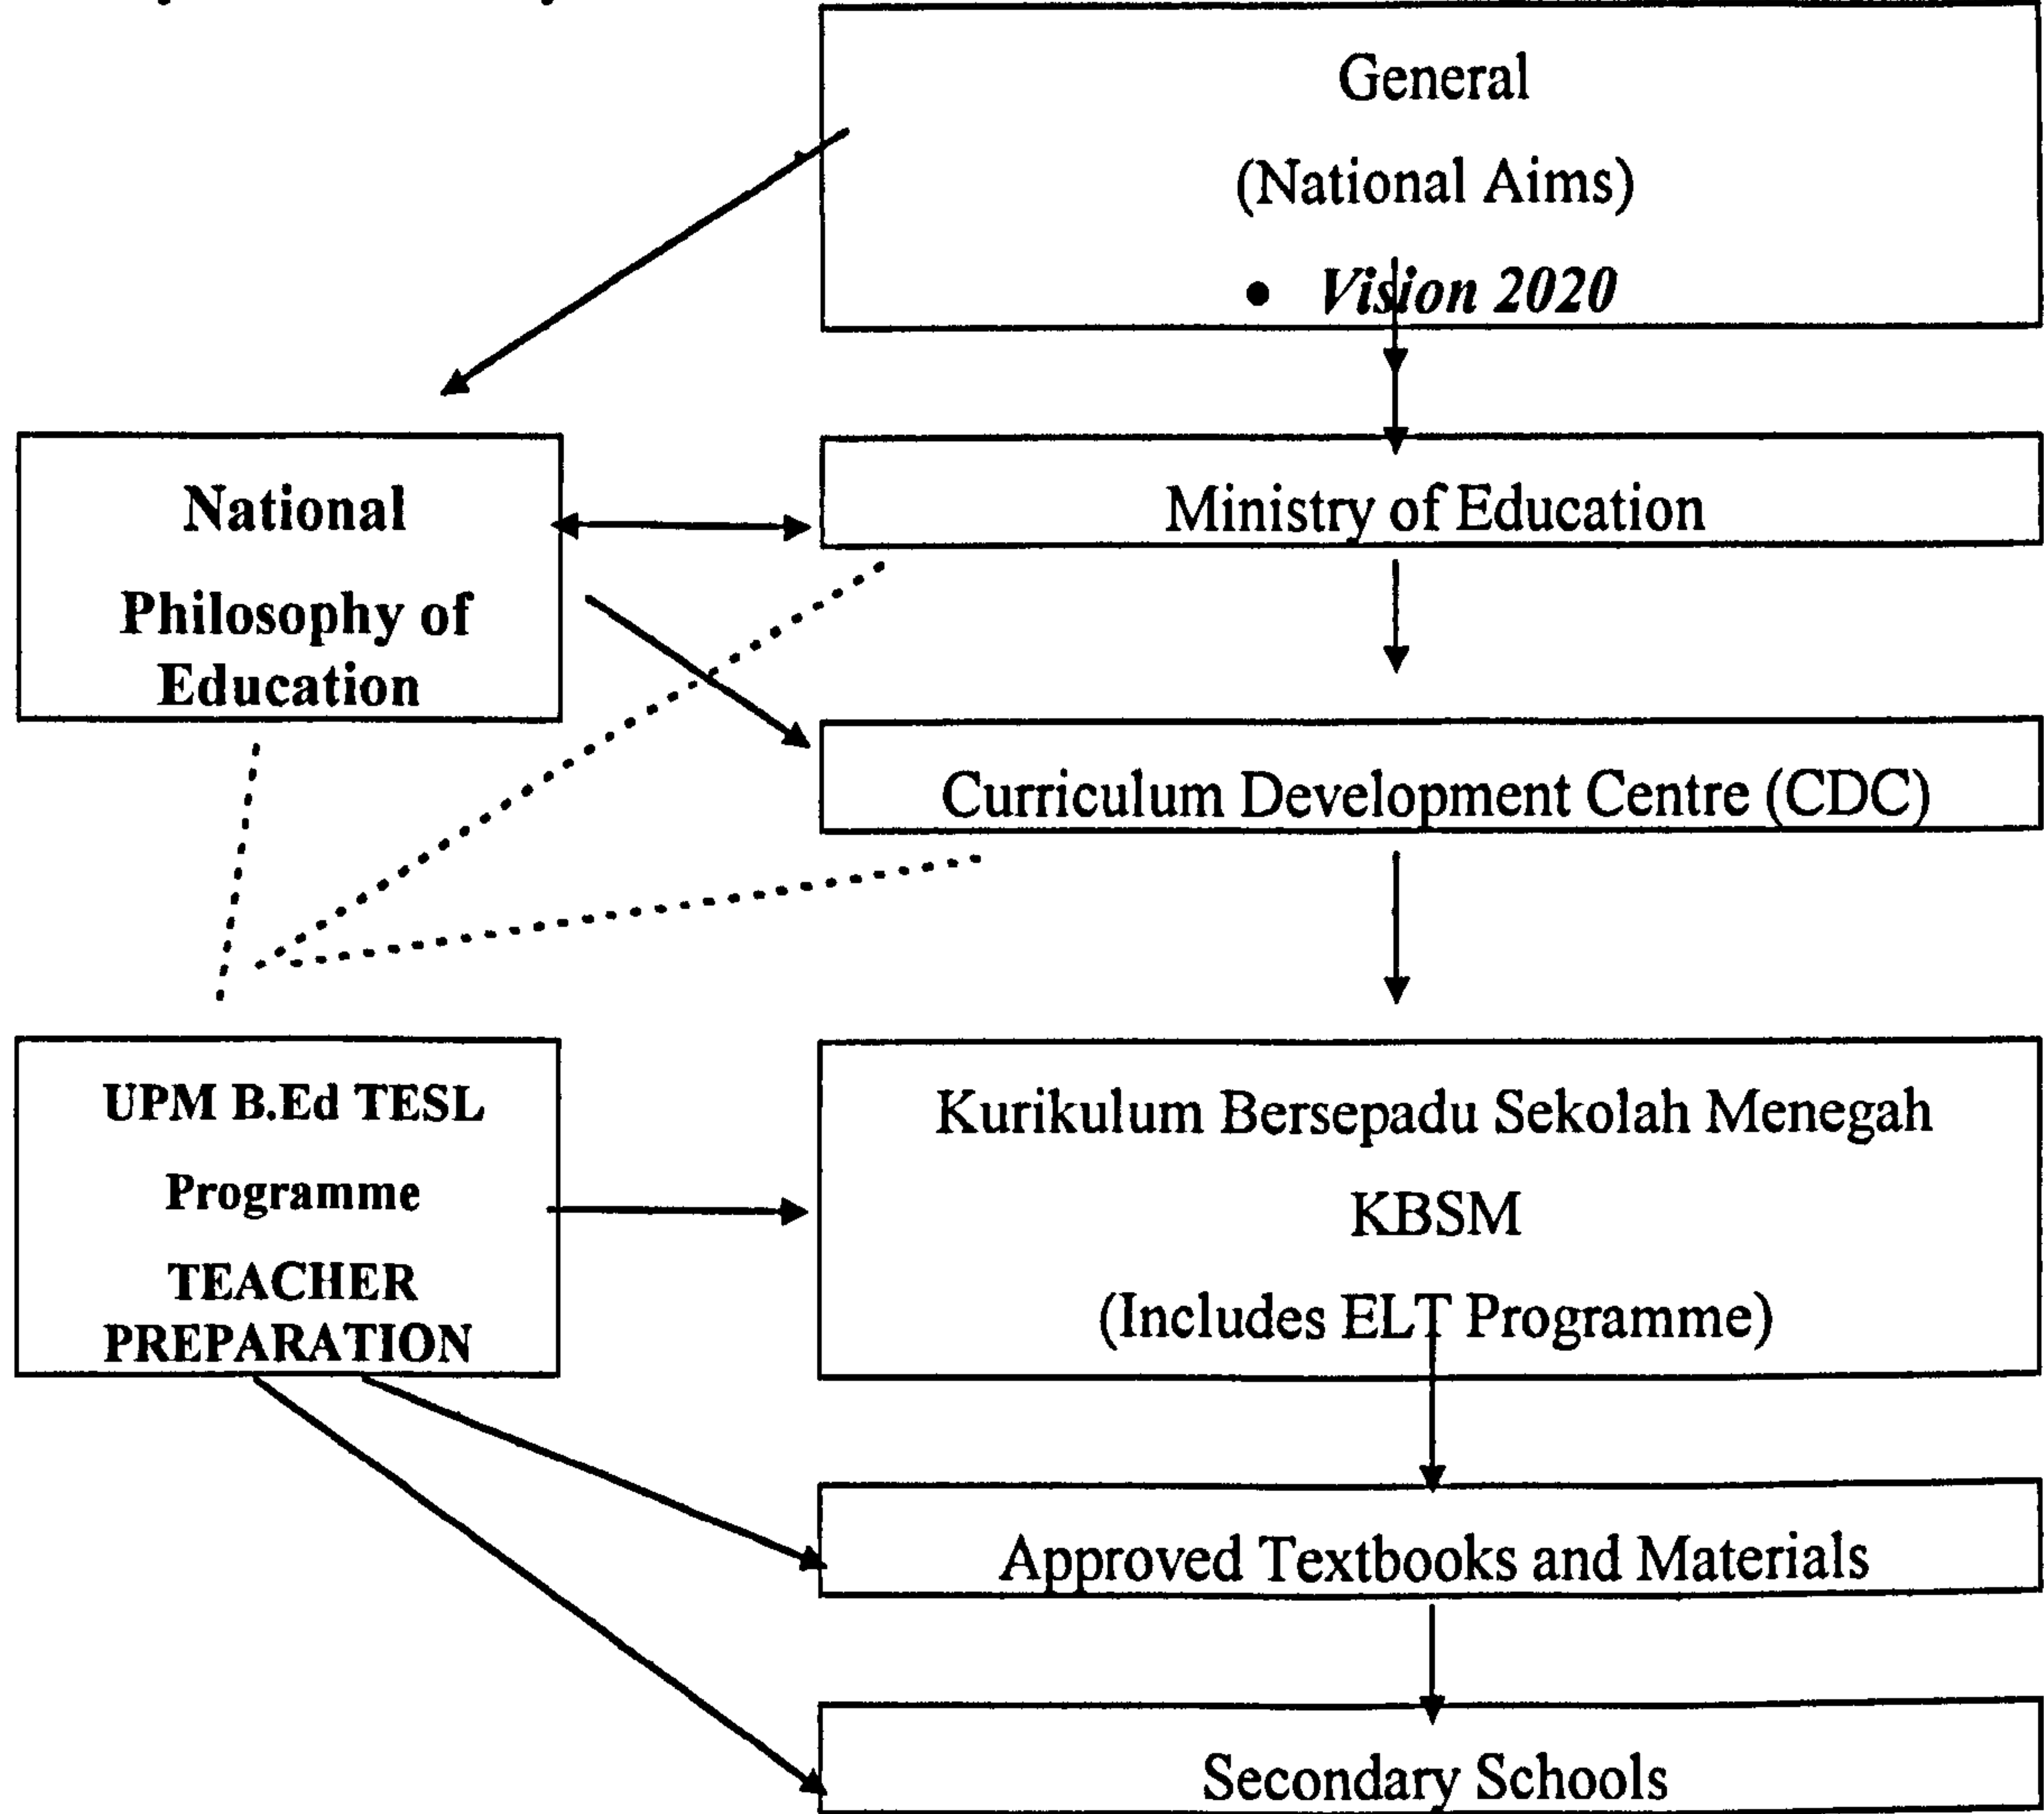 General
(National Aims)
• Vision 2020
National
Philosophy of
Education
Ministry of Education
Curriculum Development Centre (CDC)
UPM B.Ed TESL
Programme
TEACHER
PREPARATION
Kurikulum Bersepadu Sekolah Menegah
KBSM
(Includes ELT Programme)
Approved Textbooks and Materials
Secondary Schools